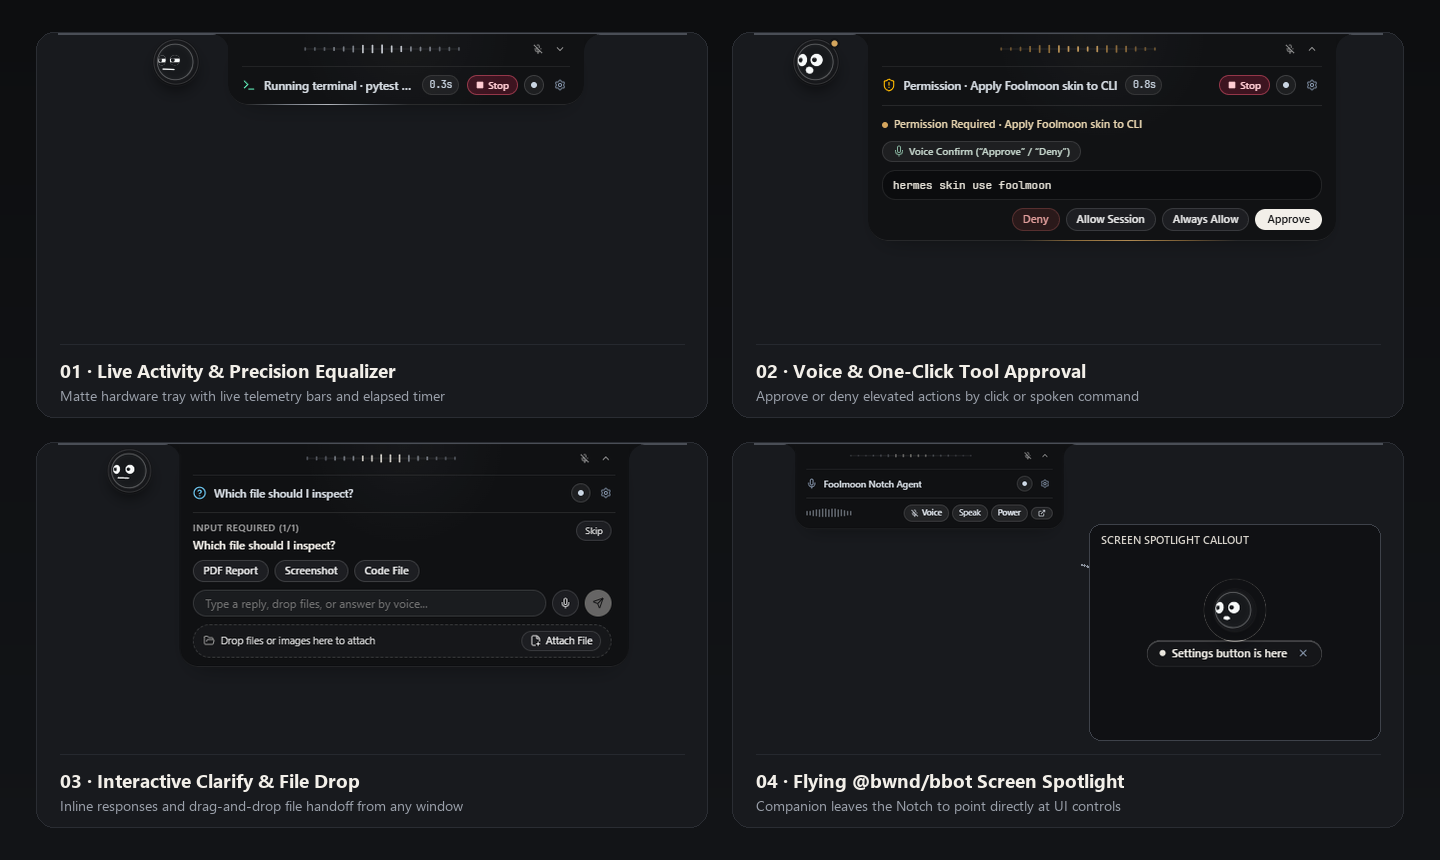 Running terminal · pytest ... 0.3s Stop
01 · Live Activity & Precision Equalizer
Matte hardware tray with live telemetry bars and elapsed timer
Permission · Apply Foolmoon skin to CLI 0.8s Stop
Permission Required · Apply Foolmoon skin to CLI
Voice Confirm ("Approve" / "Deny")
hermes skin use foolmoon
Deny Allow Session Always Allow Approve
02 · Voice & One-Click Tool Approval
Approve or deny elevated actions by click or spoken command
Which file should I inspect?
INPUT REQUIRED (1/1) Skip
Which file should I inspect?
PDF Report Screenshot Code File
Type a reply, drop files, or answer by voice...
Drop files or images here to attach Attach File
03 · Interactive Clarify & File Drop
Inline responses and drag-and-drop file handoff from any window
Foolmoon Notch Agent
Voice Speak Power
SCREEN SPOTLIGHT CALLOUT
Settings button is here
04 · Flying @bwnd/bbot Screen Spotlight
Companion leaves the Notch to point directly at UI controls